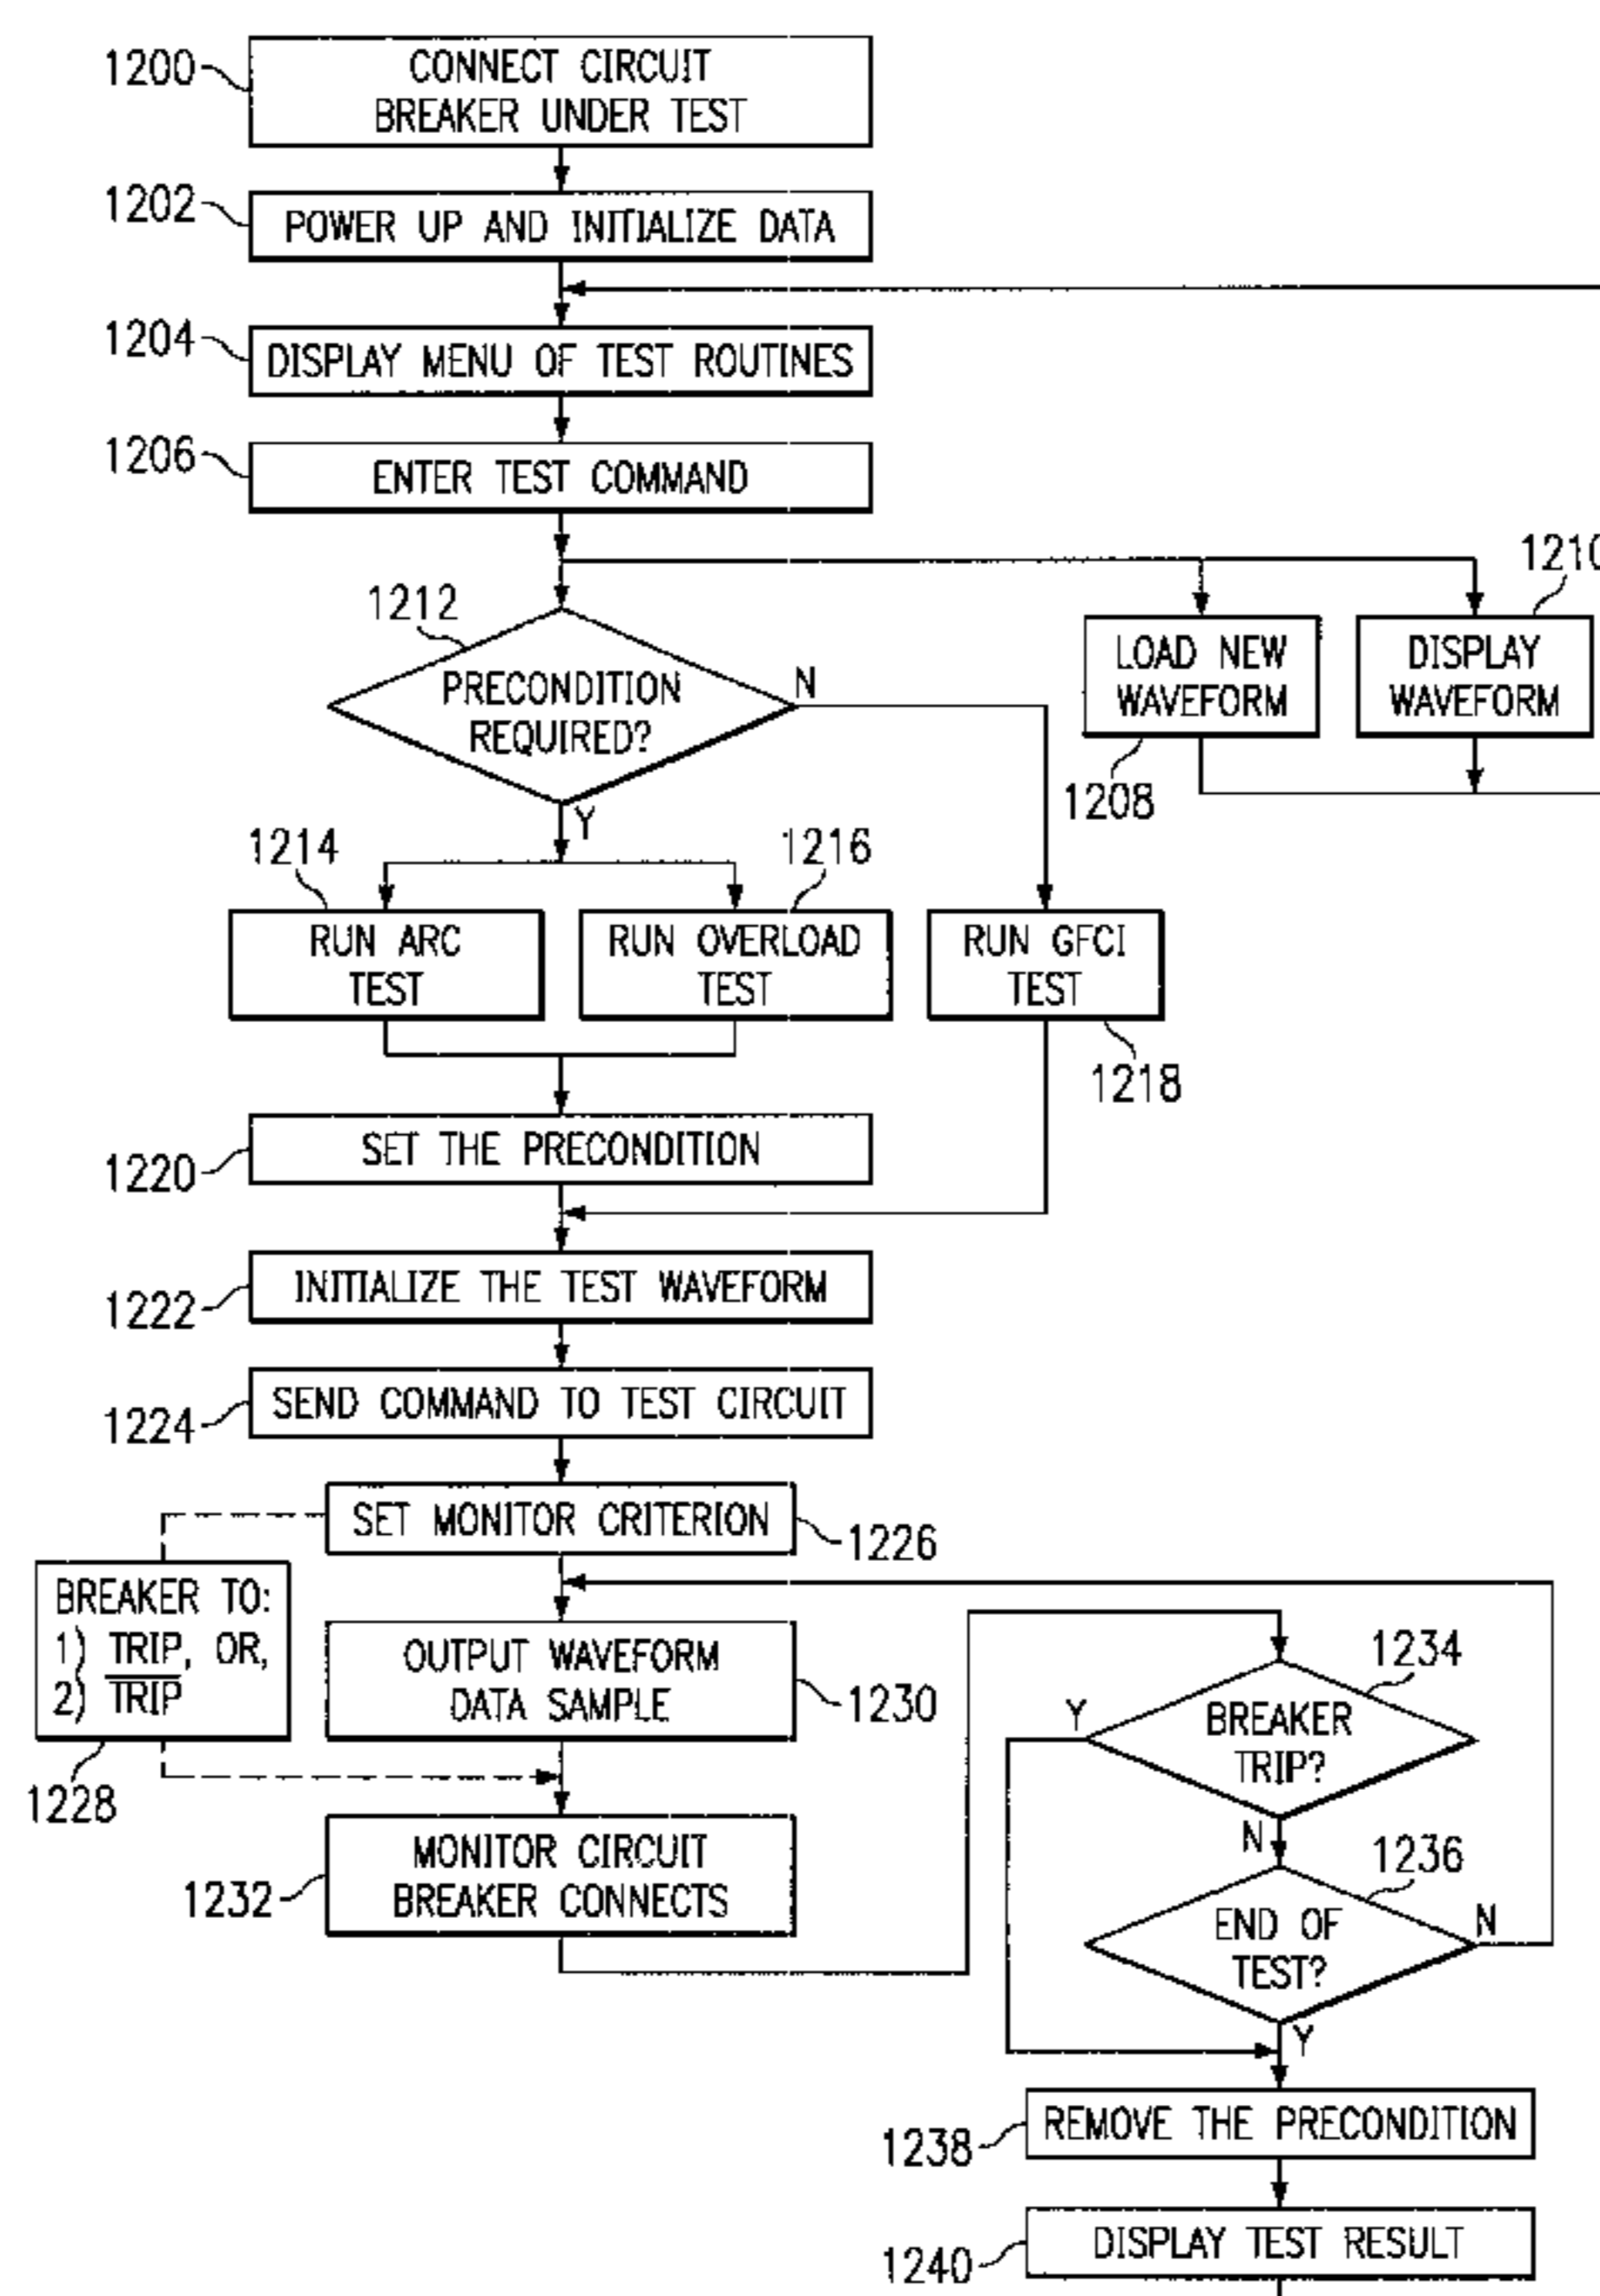 1200
CONNECT CIRCUIT
BREAKER UNDER TEST
1202
POWER UP AND INITIALIZE DATA
1204
DISPLAY MENU OF TEST ROUTINES
1206
ENTER TEST COMMAND
1210
1212
PRECONDITION
REQUIRED?
N
Y
LOAD NEW
WAVEFORM
1208
DISPLAY
WAVEFORM
1214
RUN ARC
TEST
1216
RUN OVERLOAD
TEST
RUN GFCI
TEST
1218
SET THE PRECONDITION
1220
INITIALIZE THE TEST WAVEFORM
1222
SEND COMMAND TO TEST CIRCUIT
1224
SET MONITOR CRITERION
1226
BREAKER TO:
1) TRIP, OR,
2) T̅R̅I̅P̅
1228
OUTPUT WAVEFORM
DATA SAMPLE
1230
MONITOR CIRCUIT
BREAKER CONNECTS
1232
1234
BREAKER
TRIP?
Y
N
1236
END OF
TEST?
N
Y
REMOVE THE PRECONDITION
1238
DISPLAY TEST RESULT
1240